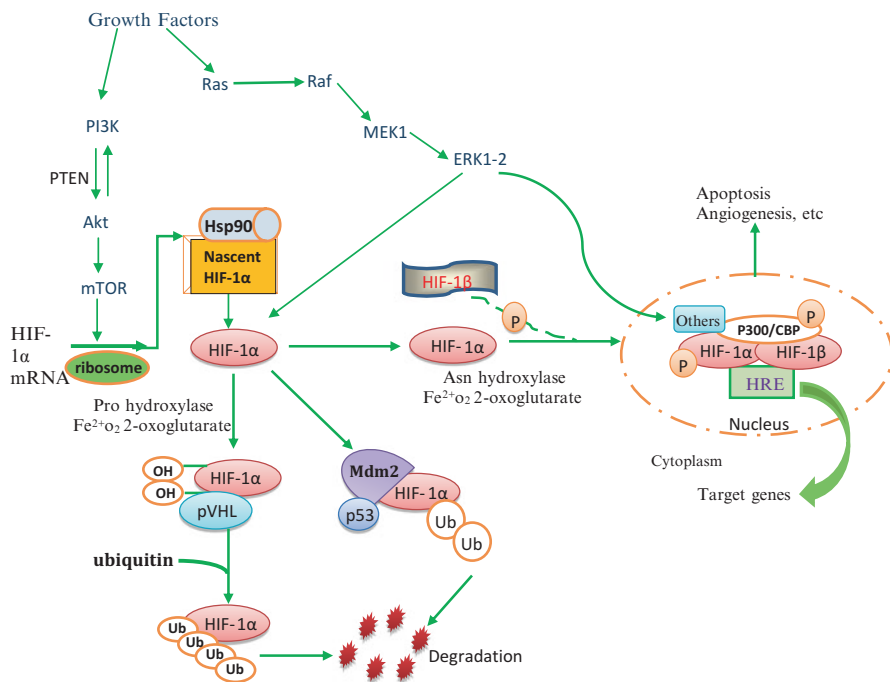 Growth Factors
Ras
Raf
PI3K
MEK1
ERK1-2
PTEN
Akt
mTOR
Hsp90
Nascent
HIF-1α
HIF-1β
P
Apoptosis
Angiogenesis, etc
HIF-
1α
mRNA
ribosome
HIF-1α
HIF-1α
Others
P300/CBP
P
HIF-1α
HIF-1β
P
HRE
Nucleus
Pro hydroxylase
Fe²⁺o₂ 2-oxoglutarate
Asn hydroxylase
Fe²⁺o₂ 2-oxoglutarate
Cytoplasm
Target genes
OH
OH
HIF-1α
pVHL
Mdm2
HIF-1α
p53
Ub
Ub
ubiquitin
HIF-1α
Ub
Ub
Ub
Ub
Degradation